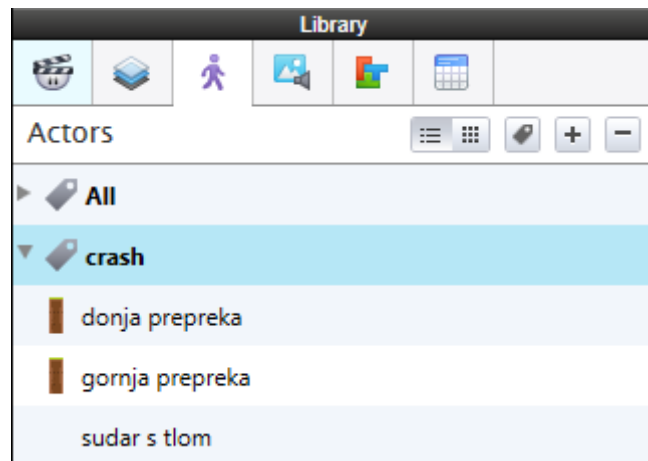 Library
Actors
All
crash
donja prepreka
gornja prepreka
sudar s tlom